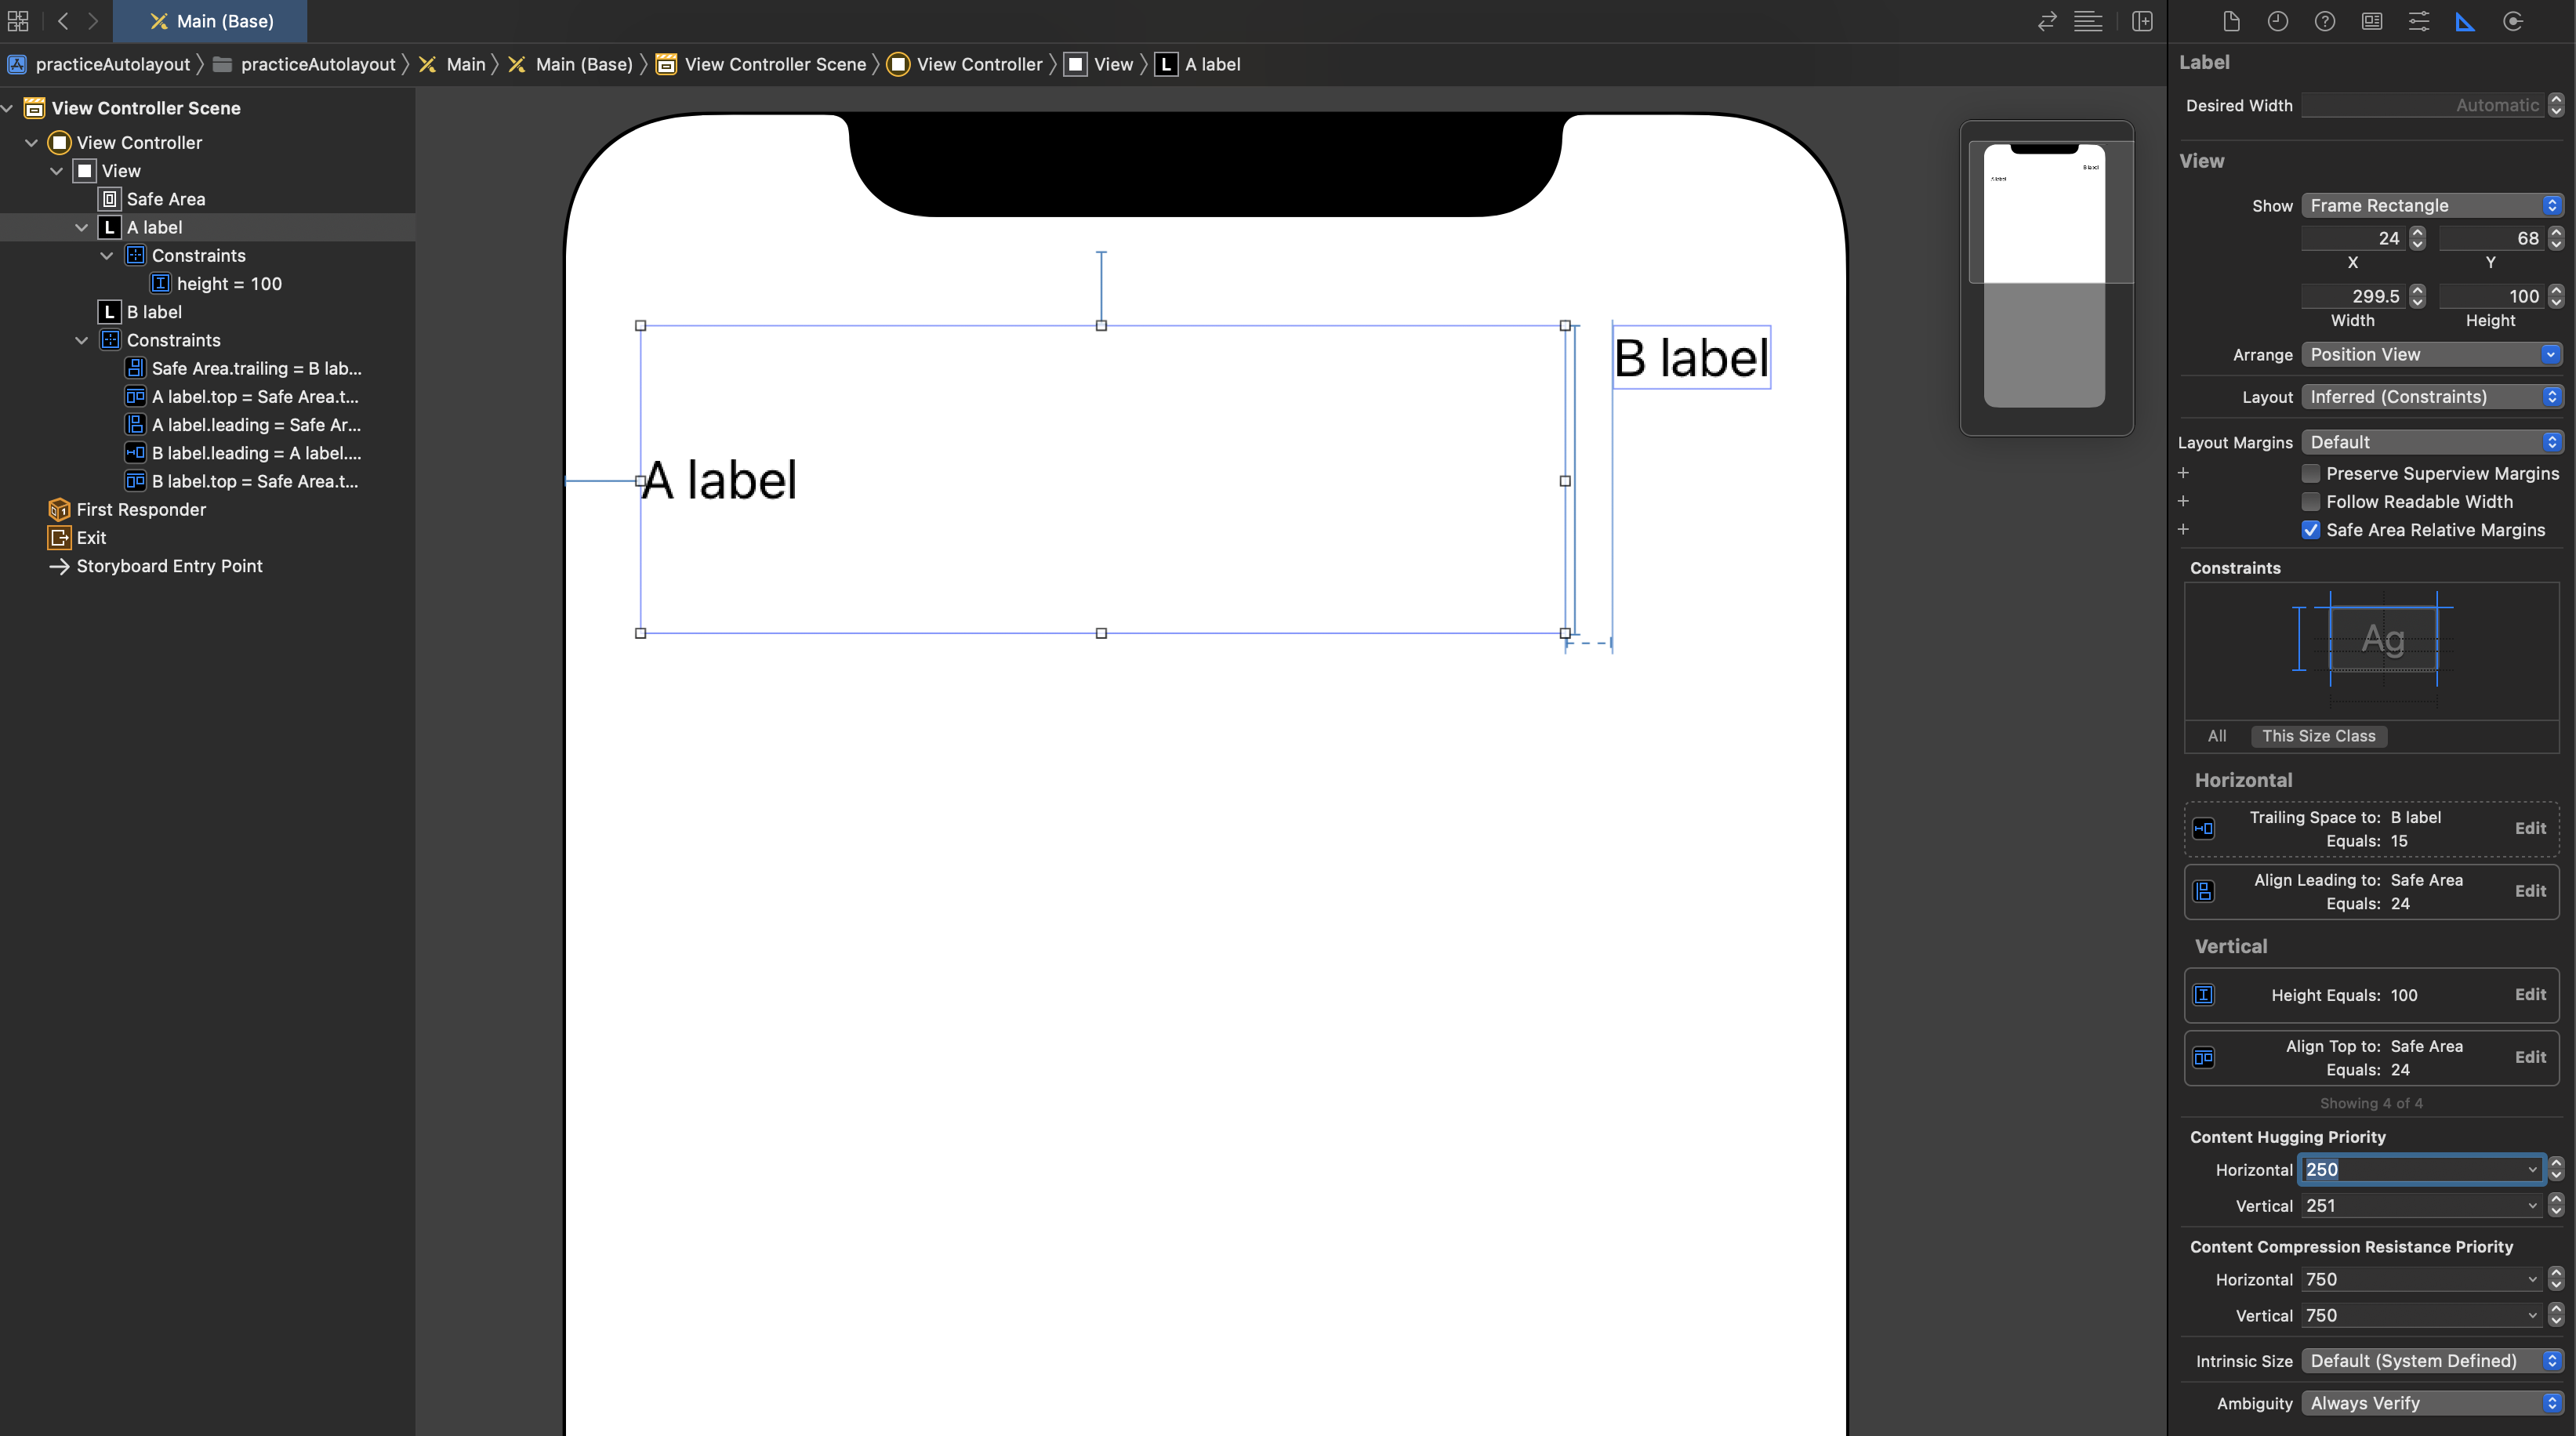 Main (Base)
practiceAutolayout
practiceAutolayout
Main
Main (Base)
View Controller Scene
View Controller
View
L
A label
View Controller Scene
View Controller
View
Safe Area
L
A label
Constraints
height = 100
L
B label
Constraints
Safe Area.trailing = B lab...
A label.top = Safe Area.t...
A label.leading = Safe Ar...
B label.leading = A label....
B label.top = Safe Area.t...
First Responder
Exit
Storyboard Entry Point
B label
A label
B label
A label
Label
Desired Width Automatic
View
Show Frame Rectangle
24 68
X Y
299.5 100
Width Height
Arrange Position View
Layout Inferred (Constraints)
Layout Margins Default
Preserve Superview Margins
Follow Readable Width
Safe Area Relative Margins
Constraints
Ag
All This Size Class
Horizontal
Trailing Space to: B label Edit
Equals: 15
Align Leading to: Safe Area Edit
Equals: 24
Vertical
Height Equals: 100 Edit
Align Top to: Safe Area Edit
Equals: 24
Showing 4 of 4
Content Hugging Priority
Horizontal 250
Vertical 251
Content Compression Resistance Priority
Horizontal 750
Vertical 750
Intrinsic Size Default (System Defined)
Ambiguity Always Verify